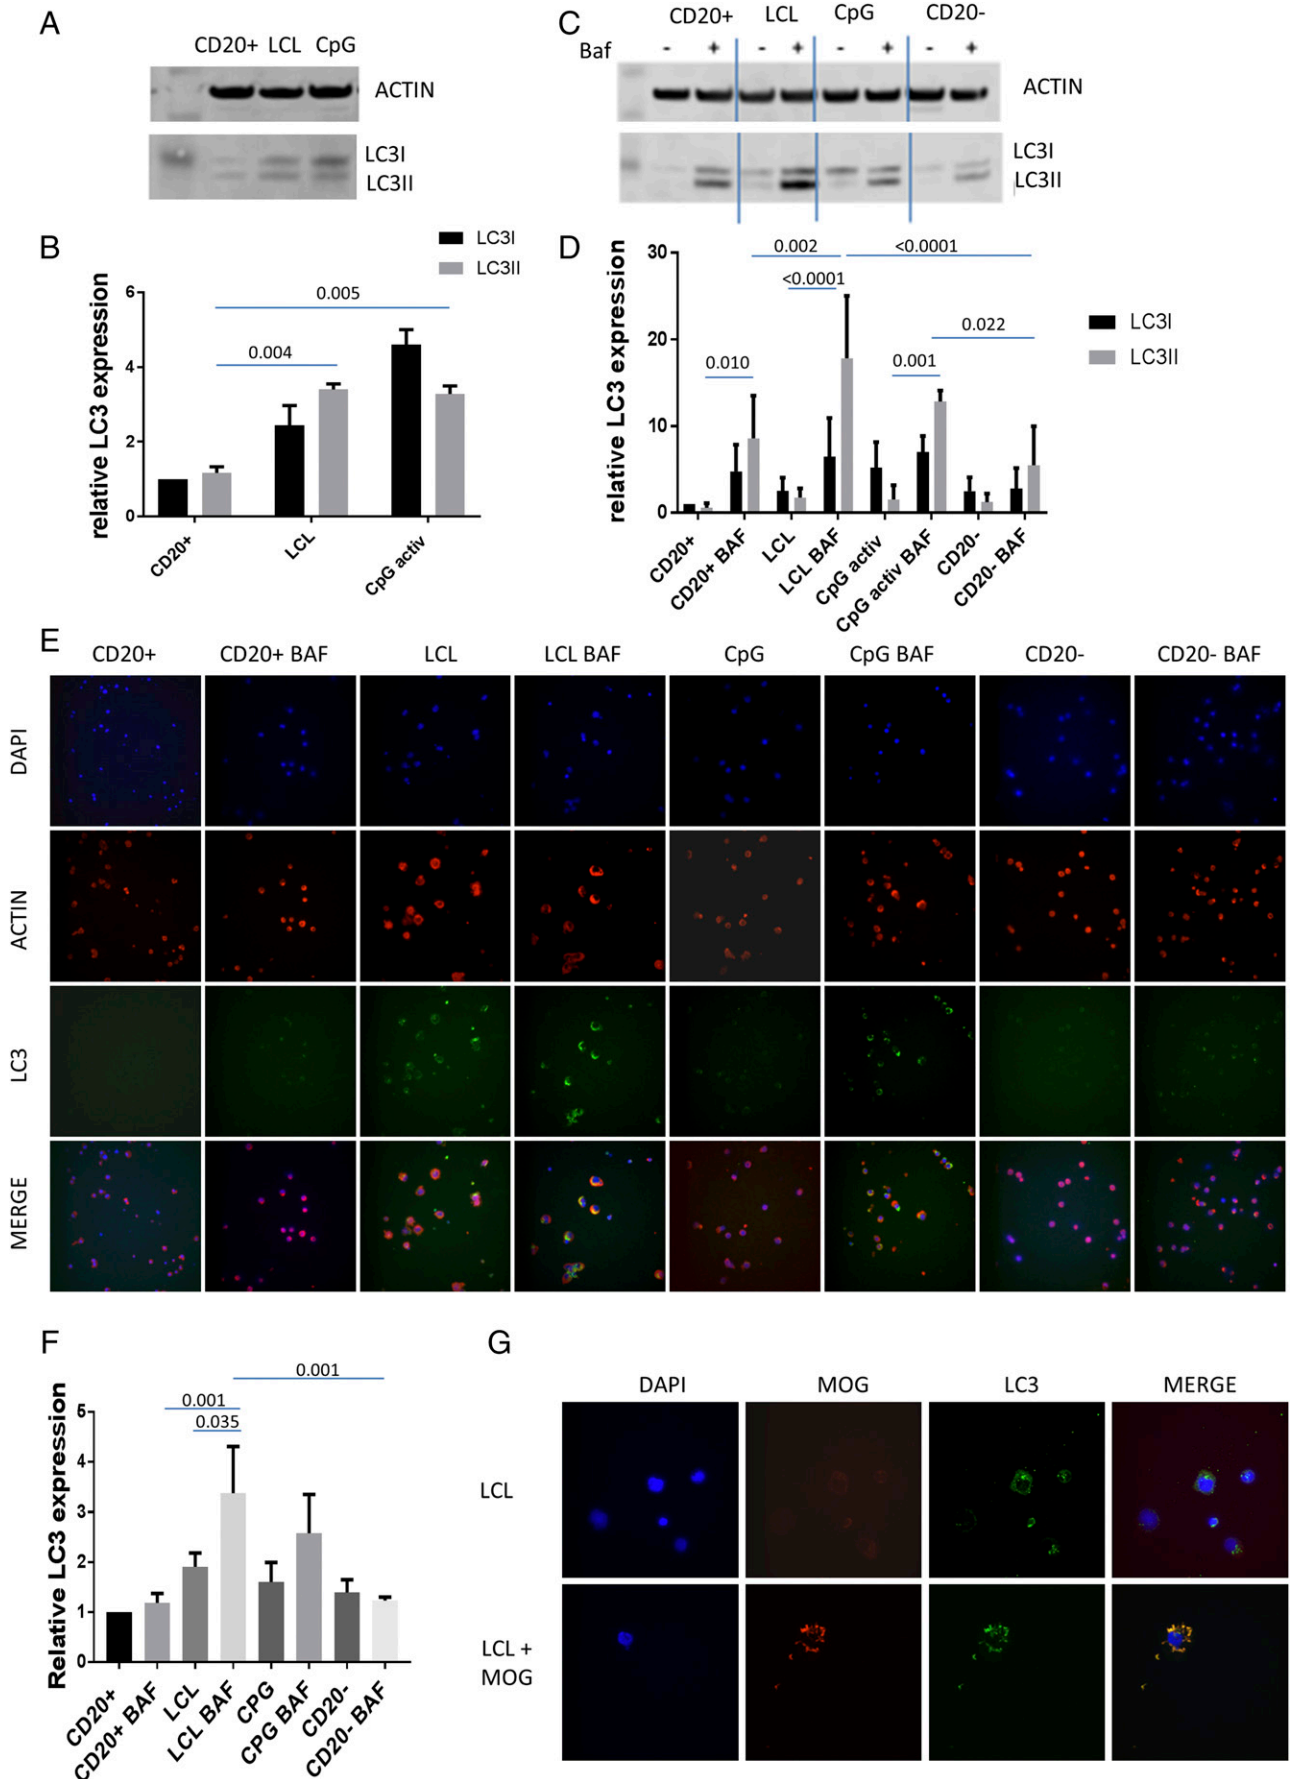 A
CD20+ LCL CpG
ACTIN
LC3I
LC3II
B
LC3I
LC3II
relative LC3 expression
6
4
2
0
0.005
0.004
CD20+
LCL
CpG activ
C
CD20+ LCL CpG CD20-
Baf - + - + - + - +
ACTIN
LC3I
LC3II
D
relative LC3 expression
30
20
10
0
0.002
<0.0001
<0.0001
0.022
0.010
0.001
LC3I
LC3II
CD20+
CD20+ BAF
LCL
LCL BAF
CpG activ
CpG activ BAF
CD20-
CD20- BAF
E
CD20+ CD20+ BAF LCL LCL BAF CpG CpG BAF CD20- CD20- BAF
DAPI
ACTIN
LC3
MERGE
F
Relative LC3 expression
5
4
3
2
1
0
0.001
0.001
0.035
CD20+
CD20+ BAF
LCL
LCL BAF
CPG
CPG BAF
CD20-
CD20- BAF
G
DAPI MOG LC3 MERGE
LCL
LCL +
MOG